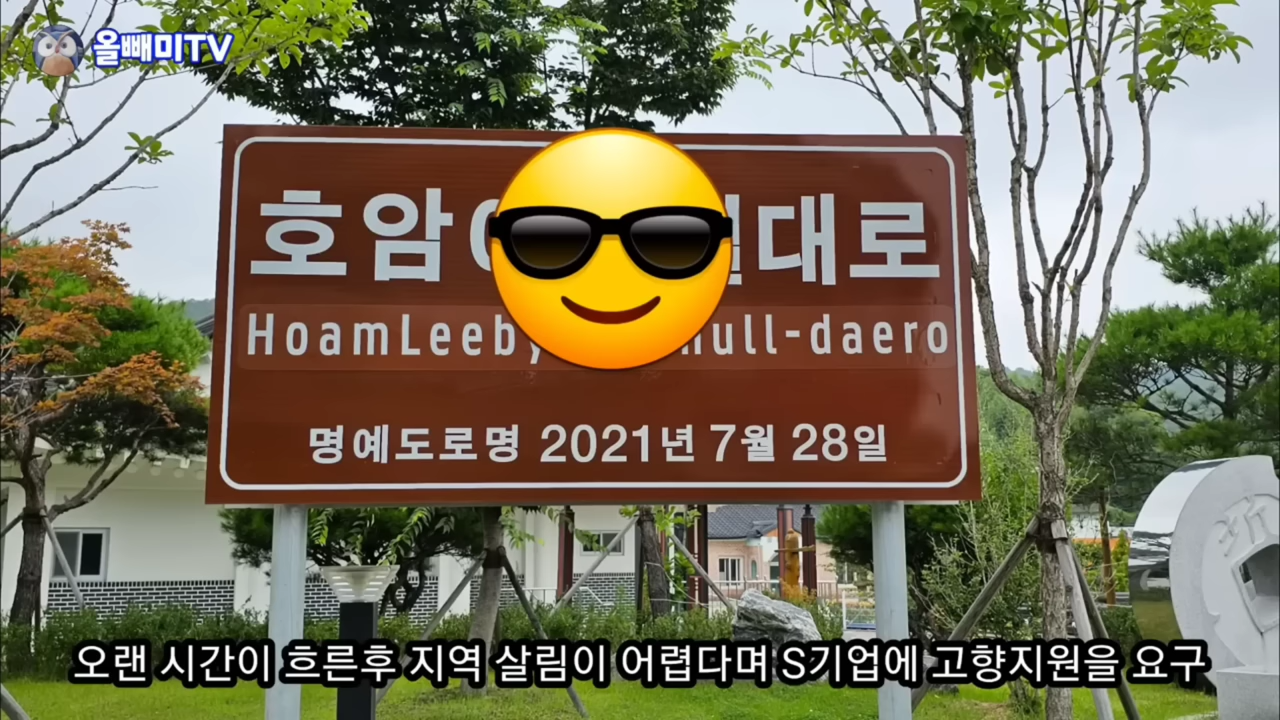 올빼미TV
호암 대로
HoamLeeby ull-daero
명예도로명 2021년 7월 28일
오랜 시간이 흐른후 지역 살림이 어렵다며 S기업에 고향지원을 요구